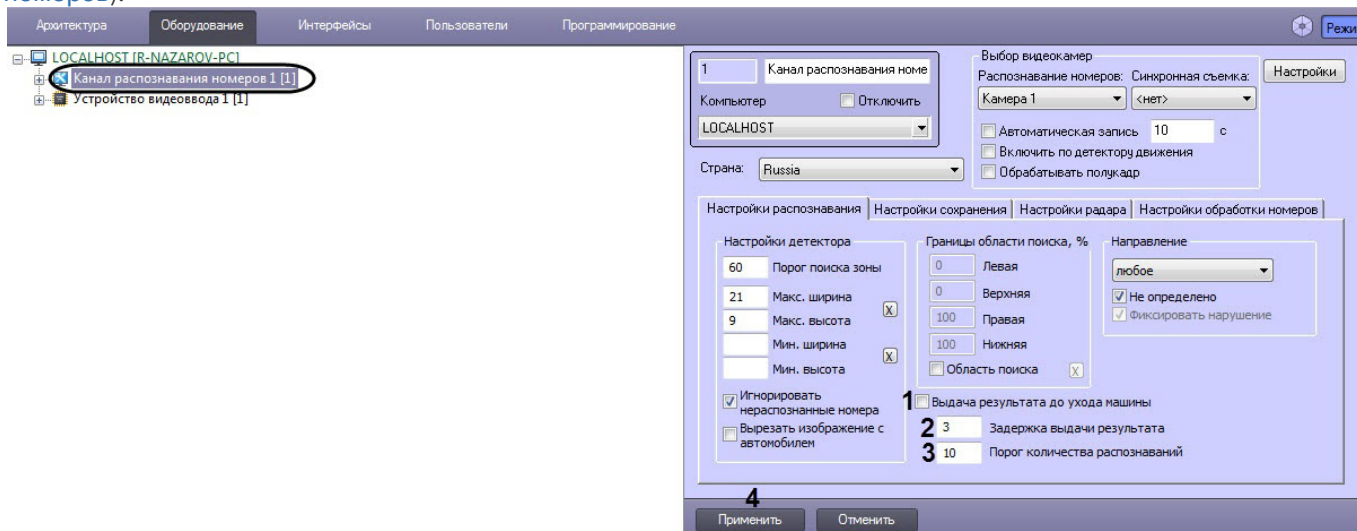 номеров).
Архитектура Оборудование Интерфейсы Пользователи Программирование Режи
LOCALHOST [R-NAZAROV-PC]
Канал распознавания номеров 1 [1]
Устройство видеоввода 1 [1]
1 Канал распознавания номе
Компьютер Отключить
LOCALHOST
Страна: Russia
Выбор видеокамер
Распознавание номеров: Синхронная съемка: Настройки
Камера 1 <нет>
Автоматическая запись 10 с
Включить по детектору движения
Обрабатывать полукадр
Настройки распознавания Настройки сохранения Настройки радара Настройки обработки номеров
Настройки детектора
60 Порог поиска зоны
21 Макс. ширина
9 Макс. высота
X
Мин. ширина
Мин. высота
X
Игнорировать
нераспознанные номера
Вырезать изображение с
автомобилем
Границы области поиска, %
0 Левая
0 Верхняя
100 Правая
100 Нижняя
Область поиска X
Направление
любое
Не определено
Фиксировать нарушение
1 Выдача результата до ухода машины
2 3 Задержка выдачи результата
3 10 Порог количества распознаваний
4
Применить Отменить